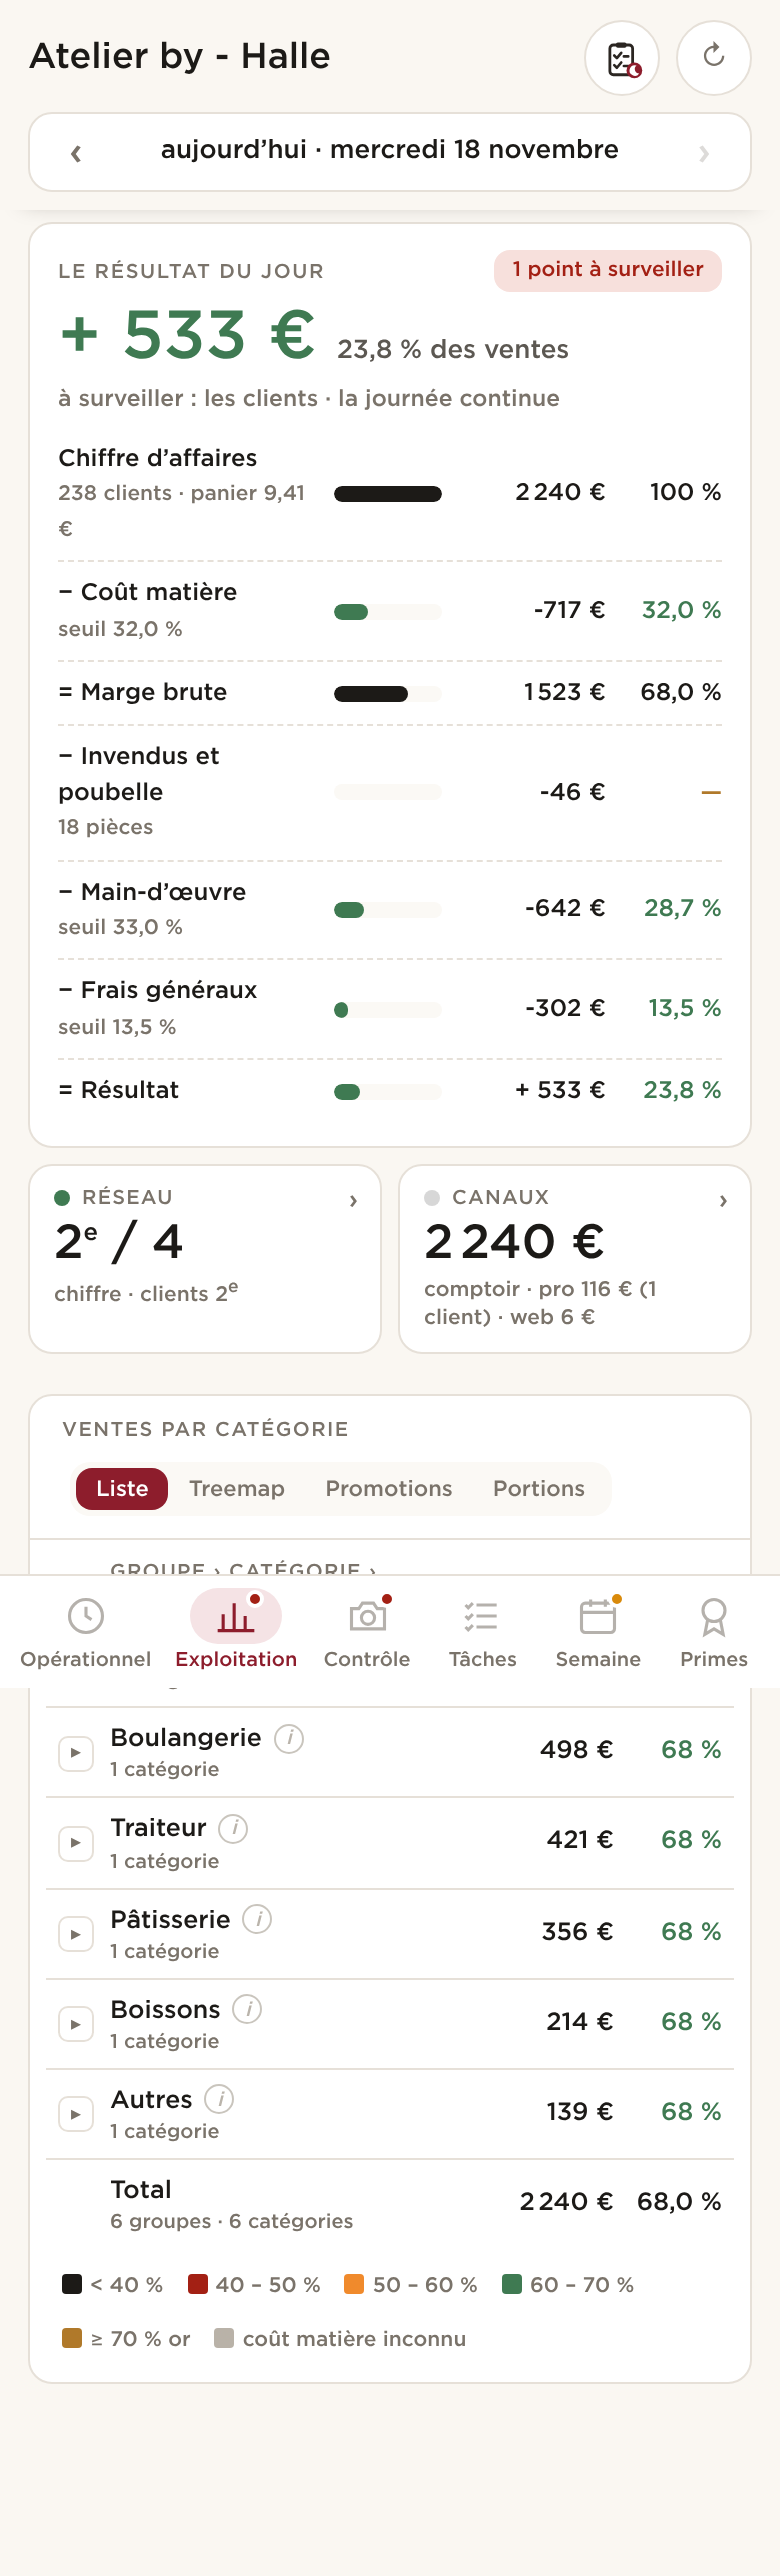 Atelier by - Halle
‹ aujourd’hui · mercredi 18 novembre ›
LE RÉSULTAT DU JOUR
1 point à surveiller
+ 533 € 23,8 % des ventes
à surveiller : les clients · la journée continue
Chiffre d’affaires
238 clients · panier 9,41
€
2 240 € 100 %
− Coût matière
seuil 32,0 %
-717 € 32,0 %
= Marge brute 1 523 € 68,0 %
− Invendus et
poubelle
18 pièces
-46 € —
− Main-d’œuvre
seuil 33,0 %
-642 € 28,7 %
− Frais généraux
seuil 13,5 %
-302 € 13,5 %
= Résultat + 533 € 23,8 %
RÉSEAU ›
2e / 4
chiffre · clients 2e
CANAUX ›
2 240 €
comptoir · pro 116 € (1
client) · web 6 €
VENTES PAR CATÉGORIE
Liste Treemap Promotions Portions
GROUPE › CATÉGORIE ›
Opérationnel Exploitation Contrôle Tâches Semaine Primes
Boulangerie i
1 catégorie
498 € 68 %
Traiteur i
1 catégorie
421 € 68 %
Pâtisserie i
1 catégorie
356 € 68 %
Boissons i
1 catégorie
214 € 68 %
Autres i
1 catégorie
139 € 68 %
Total
6 groupes · 6 catégories
2 240 € 68,0 %
< 40 % 40 – 50 % 50 – 60 % 60 – 70 %
≥ 70 % or coût matière inconnu